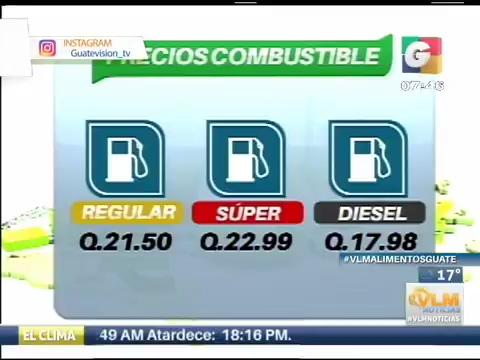 INSTAGRAM
Guatevision_tv
PRECIOS COMBUSTIBLE
G
07:46
REGULAR
SÚPER
DIESEL
Q.21.50
Q.22.99
Q.17.98
#VLMALIMENTOSGUATE
17°
VLM
NOTICIAS
#VLMNOTICIAS
EL CLIMA
49 AM Atardece: 18:16 PM.